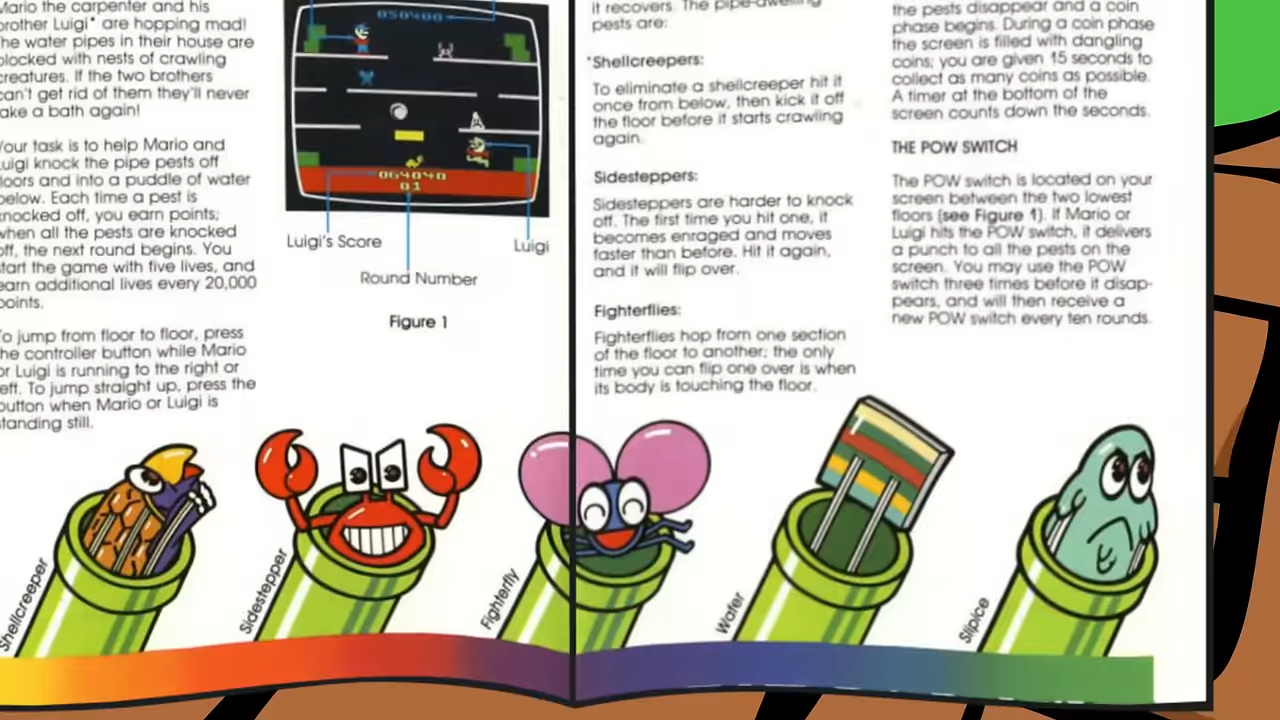 Mario the carpenter and his
brother Luigi* are hopping mad!
The water pipes in their house are
blocked with nests of crawling
creatures. If the two brothers
can't get rid of them they'll never
take a bath again!
Your task is to help Mario and
Luigi knock the pipe pests off
floors and into a puddle of water
below. Each time a pest is
knocked off, you earn points;
when all the pests are knocked
off, the next round begins. You
start the game with five lives, and
earn additional lives every 20,000
points.
To jump from floor to floor, press
the controller button while Mario
or Luigi is running to the right or
left. To jump straight up, press the
button when Mario or Luigi is
standing still.
050400
064040
01
Luigi's Score
Luigi
Round Number
Figure 1
it recovers. The pipe-dwelling
pests are:
*Shellcreepers:
To eliminate a shellcreeper hit it
once from below, then kick it off
the floor before it starts crawling
again.
Sidesteppers:
Sidesteppers are harder to knock
off. The first time you hit one, it
becomes enraged and moves
faster than before. Hit it again,
and it will flip over.
Fighterflies:
Fighterflies hop from one section
of the floor to another; the only
time you can flip one over is when
its body is touching the floor.
the pests disappear and a coin
phase begins. During a coin phase
the screen is filled with dangling
coins; you are given 15 seconds to
collect as many coins as possible.
A timer at the bottom of the
screen counts down the seconds.
THE POW SWITCH
The POW switch is located on your
screen between the two lowest
floors (see Figure 1). If Mario or
Luigi hits the POW switch, it delivers
a punch to all the pests on the
screen. You may use the POW
switch three times before it disap-
pears, and will then receive a
new POW switch every ten rounds.
Shellcreeper
Sidestepper
Fighterfly
Wafer
Slipice